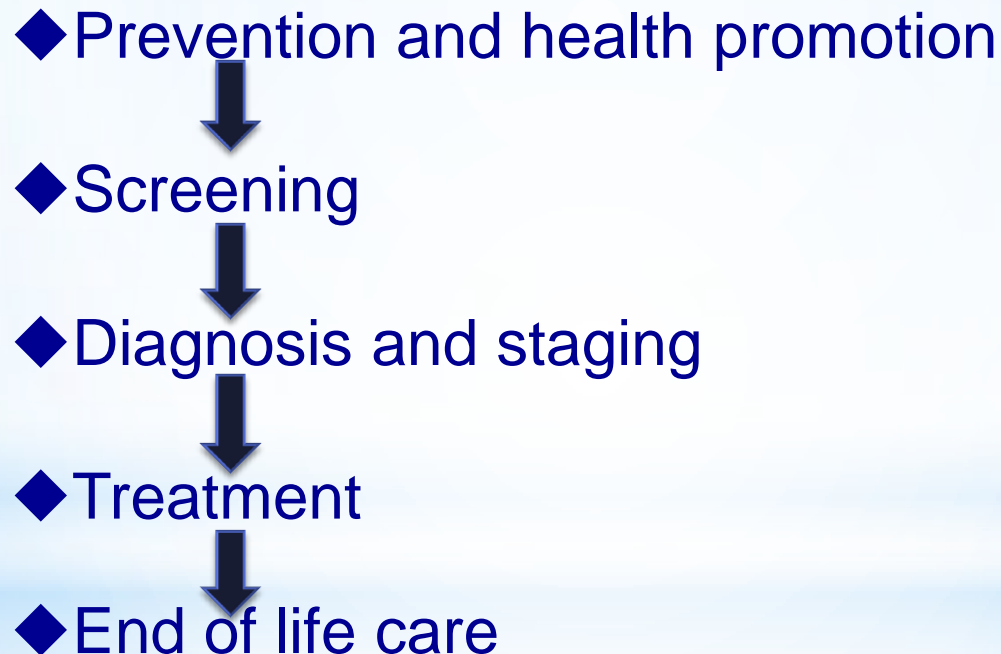 ◆Prevention and health promotion
◆Screening
◆Diagnosis and staging
◆Treatment
◆End of life care